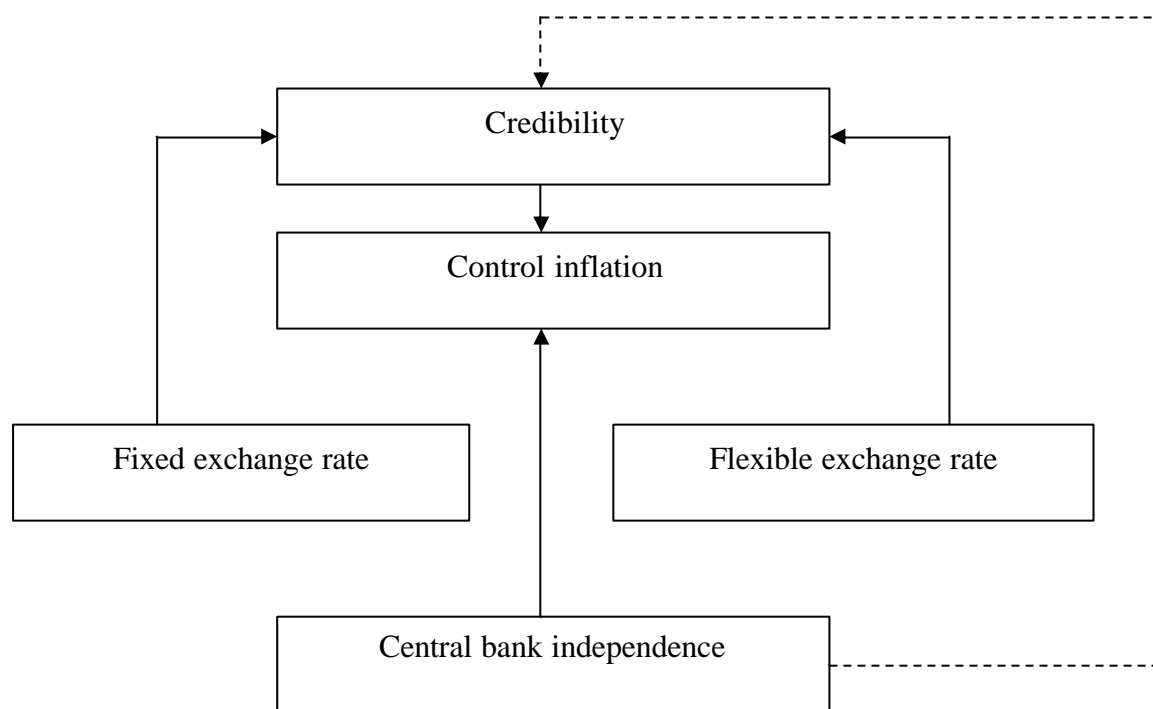 Credibility
Control inflation
Fixed exchange rate
Flexible exchange rate
Central bank independence